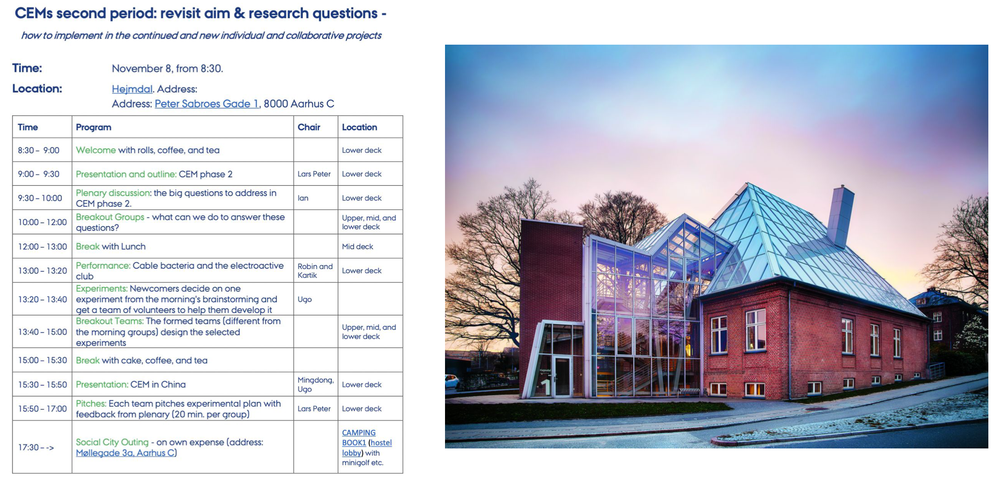 CEMs second period: revisit aim & research questions -
how to implement in the continued and new individual and collaborative projects
Time: November 8, from 8:30.
Location: Hejmdal. Address:
Address: Peter Sabroes Gade 1, 8000 Aarhus C
Time Program Chair Location
8:30 – 9:00 Welcome with rolls, coffee, and tea Lower deck
9:00 – 9:30 Presentation and outline: CEM phase 2 Lars Peter Lower deck
9:30 – 10:00 Plenary discussion: the big questions to address in
CEM phase 2. Ian Lower deck
10:00 – 12:00 Breakout Groups - what can we do to answer these
questions? Upper, mid, and
lower deck
12:00 – 13:00 Break with Lunch Mid deck
13:00 – 13:20 Performance: Cable bacteria and the electroactive
club Robin and
Kartik Lower deck
13:20 – 13:40 Experiments: Newcomers decide on one
experiment from the morning's brainstorming and
get a team of volunteers to help them develop it Ugo
13:40 – 15:00 Breakout Teams: The formed teams (different from
the morning groups) design the selected
experiments Upper, mid, and
lower deck
15:00 – 15:30 Break with cake, coffee, and tea
15:30 – 15:50 Presentation: CEM in China Mingdong,
Ugo Lower deck
15:50 – 17:00 Pitches: Each team pitches experimental plan with
feedback from plenary (20 min. per group) Lars Peter Lower deck
17:30 – -> Social City Outing - on own expense (address:
Møllegade 3a, Aarhus C) CAMPING
BOOK1 (hostel
lobby) with
minigolf etc.
Hejmdal
1